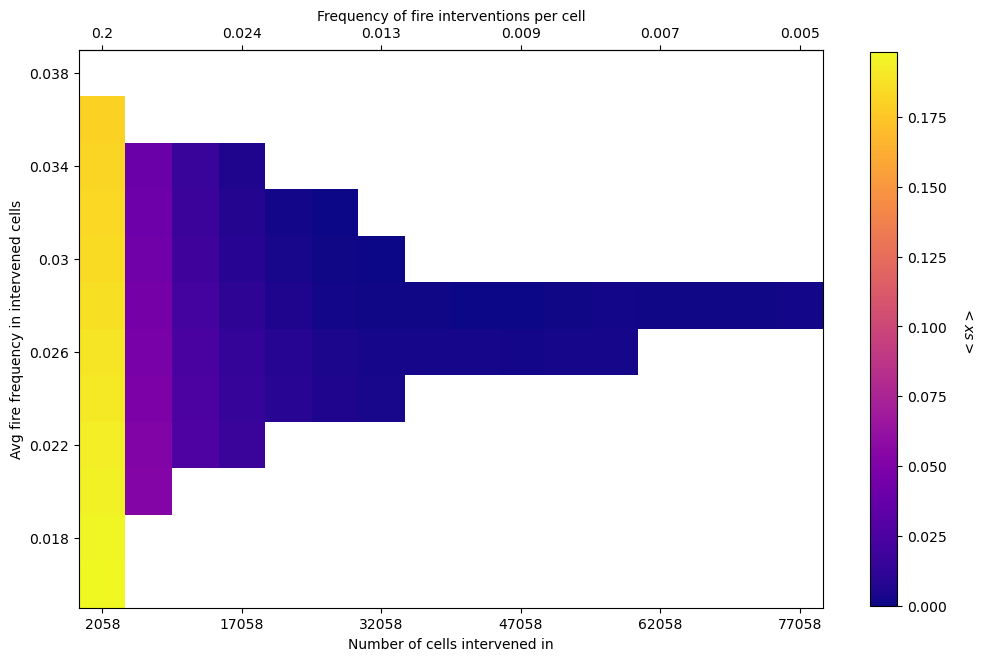 Frequency of fire interventions per cell
0.2 0.024 0.013 0.009 0.007 0.005
0.038
0.034
0.03
0.026
0.022
0.018
Avg fire frequency in intervened cells
2058 17058 32058 47058 62058 77058
Number of cells intervened in
0.175
0.150
0.125
0.100
0.075
0.050
0.025
0.000
< xs >